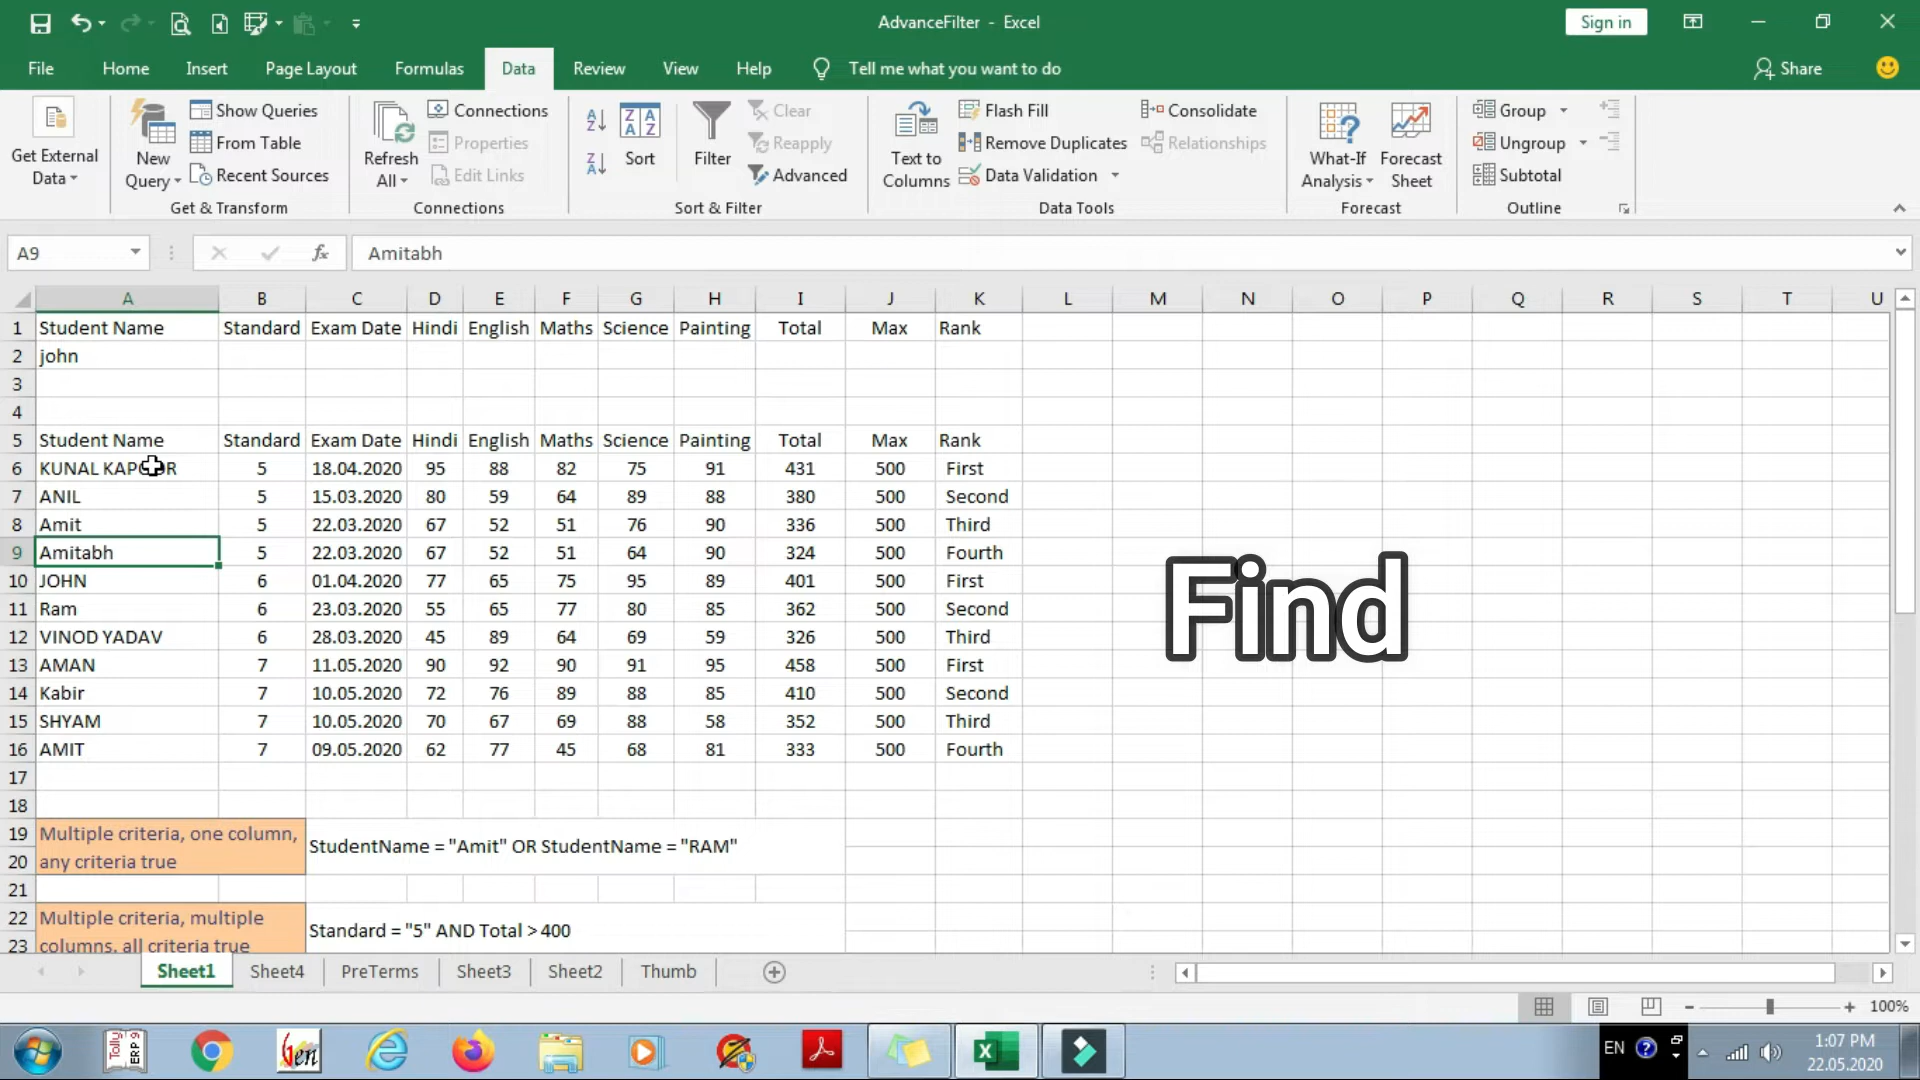 AdvanceFilter - Excel
Sign in
File Home Insert Page Layout Formulas Data Review View Help Tell me what you want to do Share
Get External Data
New Query
Show Queries
From Table
Recent Sources
Get & Transform
Refresh All
Connections
Properties
Edit Links
Connections
Sort
Filter
Clear
Reapply
Advanced
Sort & Filter
Text to Columns
Flash Fill
Remove Duplicates
Data Validation
Consolidate
Relationships
Data Tools
What-If Analysis
Forecast Sheet
Forecast
Group
Ungroup
Subtotal
Outline
A9 fx Amitabh
A B C D E F G H I J K L M N O P Q R S T U
1 Student Name Standard Exam Date Hindi English Maths Science Painting Total Max Rank
2 john
3
4
5 Student Name Standard Exam Date Hindi English Maths Science Painting Total Max Rank
6 KUNAL KAPOOR 5 18.04.2020 95 88 82 75 91 431 500 First
7 ANIL 5 15.03.2020 80 59 64 89 88 380 500 Second
8 Amit 5 22.03.2020 67 52 51 76 90 336 500 Third
9 Amitabh 5 22.03.2020 67 52 51 64 90 324 500 Fourth
10 JOHN 6 01.04.2020 77 65 75 95 89 401 500 First
11 Ram 6 23.03.2020 55 65 77 80 85 362 500 Second
12 VINOD YADAV 6 28.03.2020 45 89 64 69 59 326 500 Third
13 AMAN 7 11.05.2020 90 92 90 91 95 458 500 First
14 Kabir 7 10.05.2020 72 76 89 88 85 410 500 Second
15 SHYAM 7 10.05.2020 70 67 69 88 58 352 500 Third
16 AMIT 7 09.05.2020 62 77 45 68 81 333 500 Fourth
Find
17
18
19 Multiple criteria, one column,
20 any criteria true
StudentName = "Amit" OR StudentName = "RAM"
21
22 Multiple criteria, multiple
23 columns, all criteria true
Standard = "5" AND Total > 400
Sheet1 Sheet4 PreTerms Sheet3 Sheet2 Thumb
100%
Tally ERP 9
Gen
EN
1:07 PM
22.05.2020